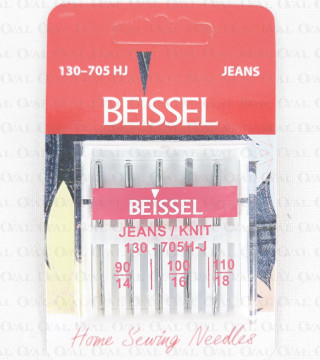 130-705 HJ JEANS
BEISSEL
BEISSEL
JEANS / KNIT
130 - 705H-J
90 100 110
14 16 18
Home Sewing Needles
OVAL